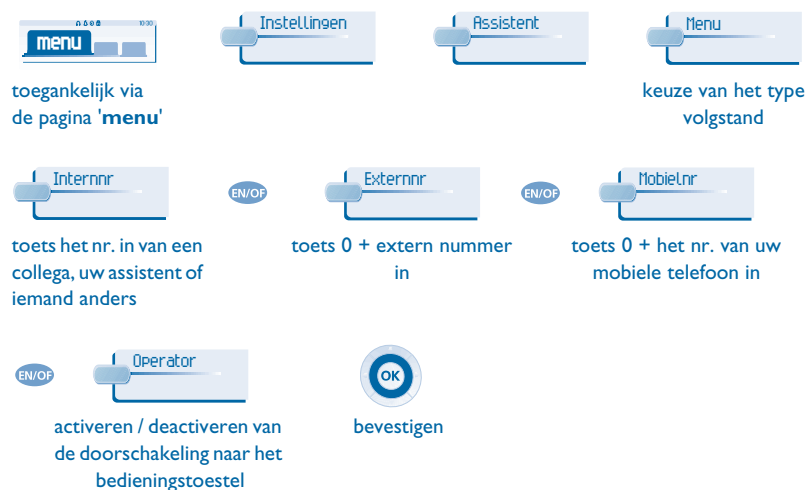 10:30
menu
Instellingen
Assistent
Menu
toegankelijk via
de pagina 'menu'
keuze van het type
volgstand
Internnr
EN/OF
Externnr
EN/OF
Mobielnr
toets het nr. in van een
collega, uw assistent of
iemand anders
toets 0 + extern nummer
in
toets 0 + het nr. van uw
mobiele telefoon in
EN/OF
Operator
OK
activeren / deactiveren van
de doorschakeling naar het
bedieningstoestel
bevestigen